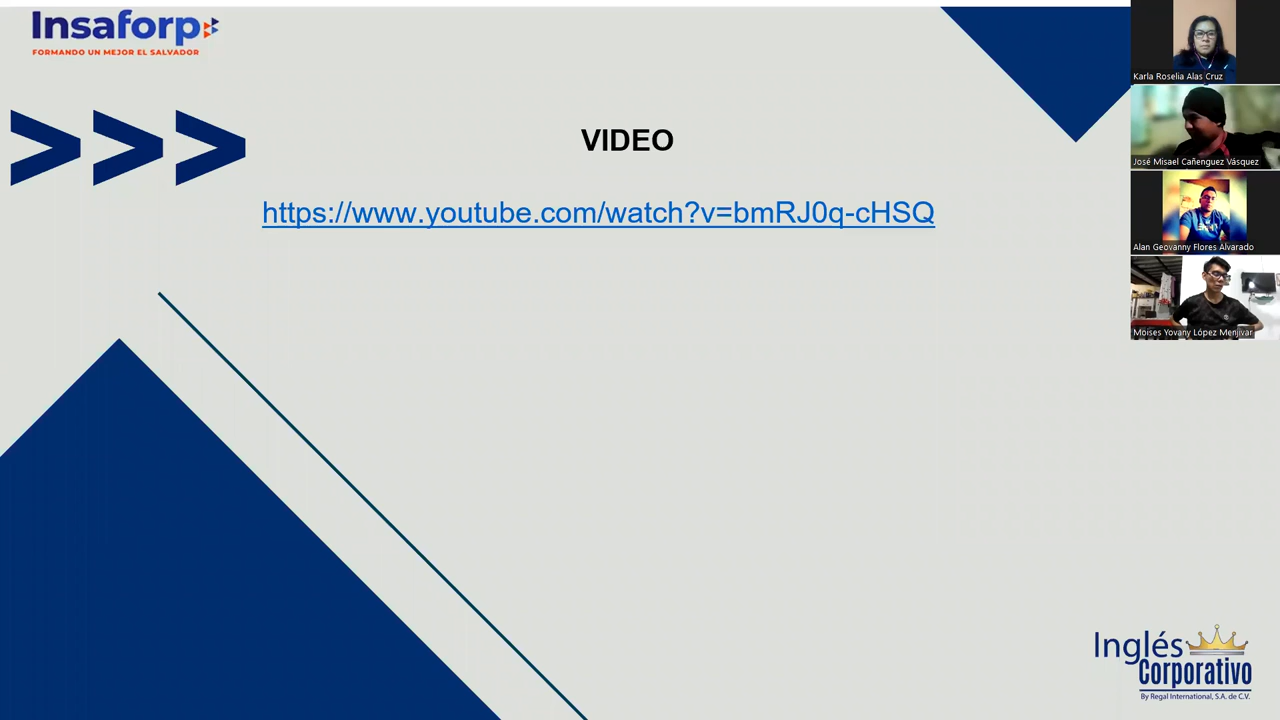 Insaforp
FORMANDO UN MEJOR EL SALVADOR
VIDEO
https://www.youtube.com/watch?v=bmRJ0q-cHSQ
Karla Roselia Alas Cruz
José Misael Cañenguez Vásquez
Alan Geovanny Flores Alvarado
Moises Yovany López Menjivar
Inglés
Corporativo
By Regal International, S.A. de C.V.